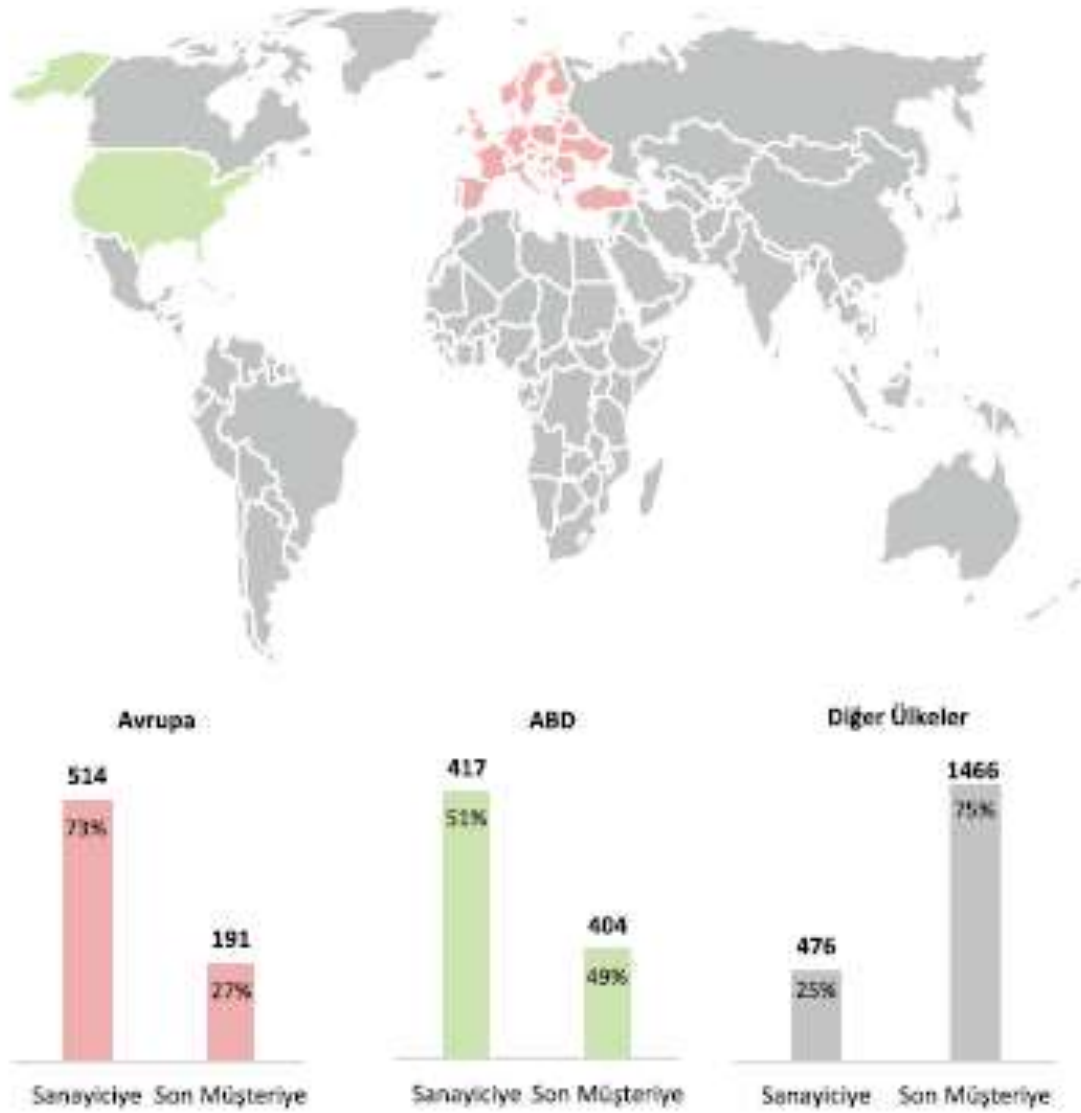 Avrupa
514
73%
191
27%
Sanayiciye Son Müşteriye
ABD
417
51%
404
49%
Sanayiciye Son Müşteriye
Diğer Ülkeler
1466
75%
476
25%
Sanayiciye Son Müşteriye